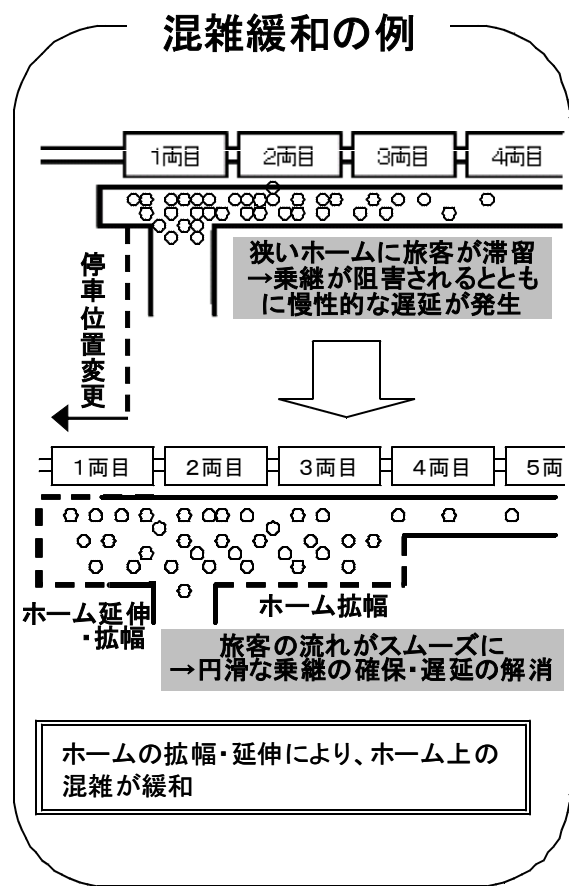 混雑緩和の例
1両目
2両目
3両目
4両目
狭いホームに旅客が滞留
→乗継が阻害されるととも
に慢性的な遅延が発生
停車位置変更
1両目
2両目
3両目
4両目
5両
ホーム延伸
・拡幅
ホーム拡幅
旅客の流れがスムーズに
→円滑な乗継の確保・遅延の解消
ホームの拡幅・延伸により、ホーム上の
混雑が緩和